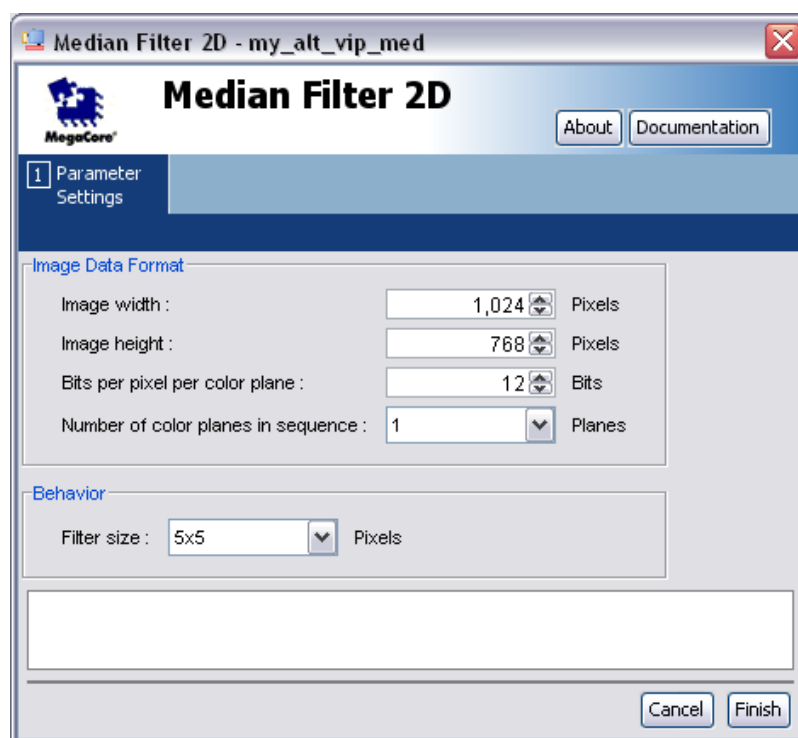 Median Filter 2D - my_alt_vip_med
MegaCore®
Median Filter 2D
About
Documentation
1 Parameter
Settings
Image Data Format
Image width : 1,024 Pixels
Image height : 768 Pixels
Bits per pixel per color plane : 12 Bits
Number of color planes in sequence : 1 Planes
Behavior
Filter size : 5x5 Pixels
Cancel
Finish